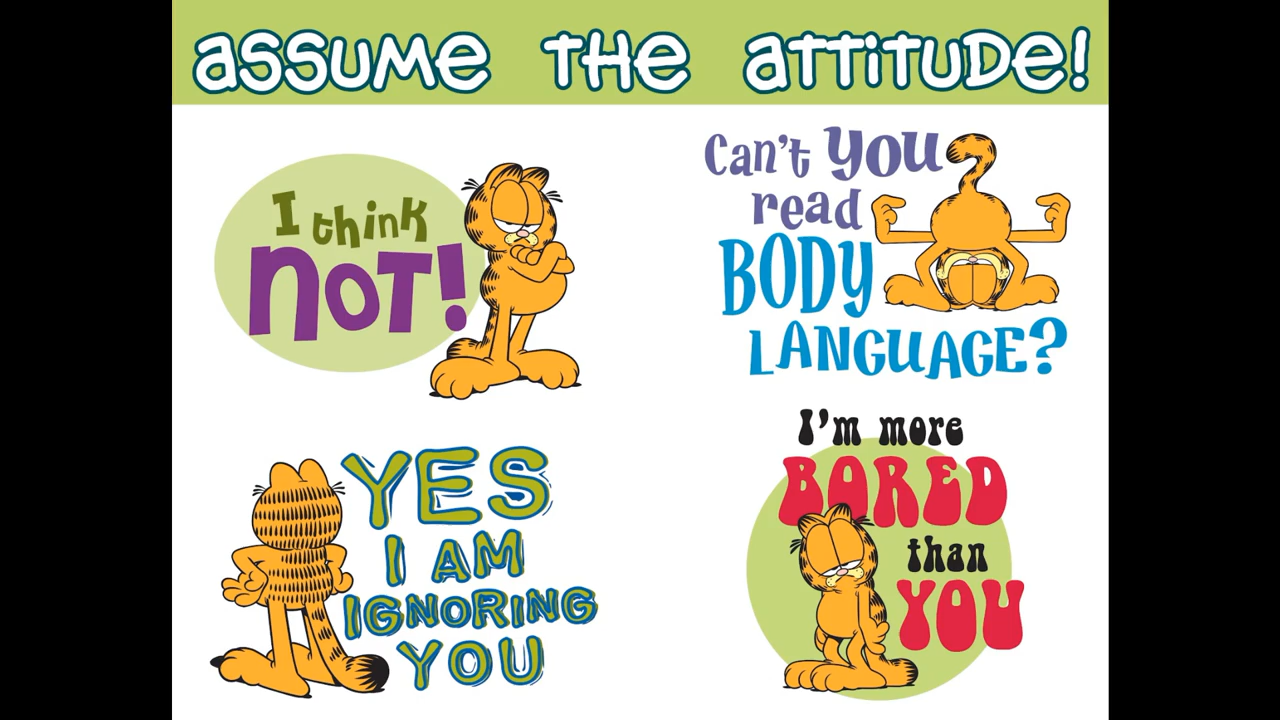 ASSUME THE ATTITUDE!
I think
NOT!
Can't YOU
read
BODY
LANGUAGE?
YES
I AM
IGNORING
YOU
I'm more
BORED
than
YOU